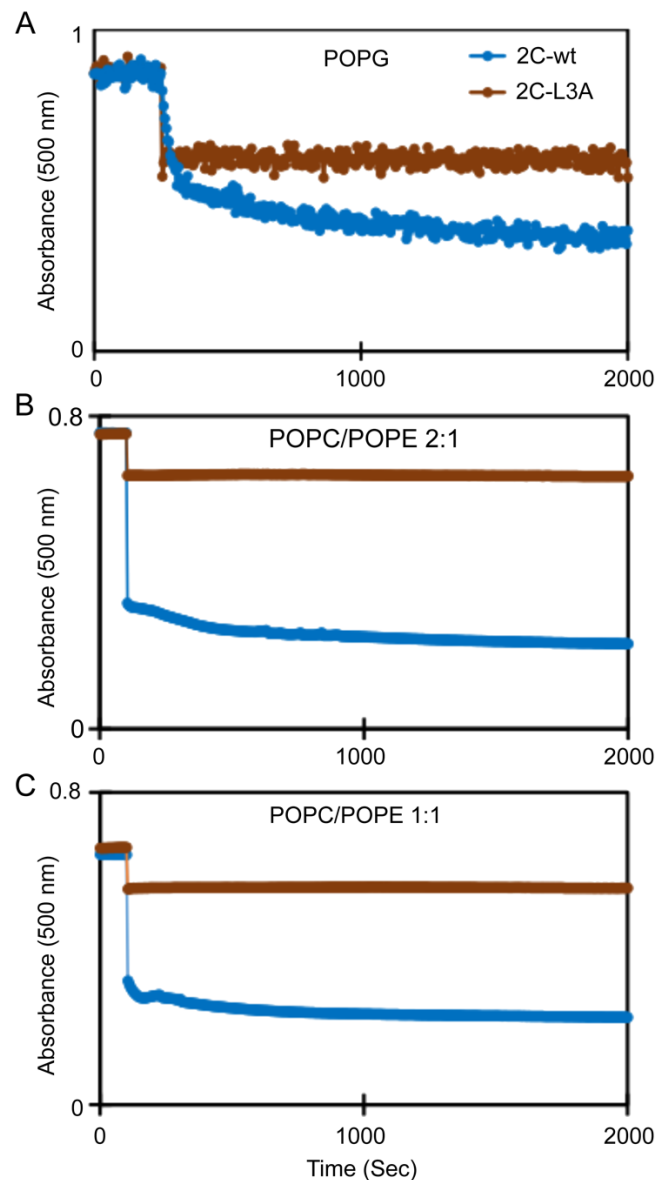 A
1
POPG
2C-wt
2C-L3A
Absorbance (500 nm)
0
0
1000
2000
B
0.8
POPC/POPE 2:1
Absorbance (500 nm)
0
0
1000
2000
C
0.8
POPC/POPE 1:1
Absorbance (500 nm)
0
0
1000
2000
Time (Sec)